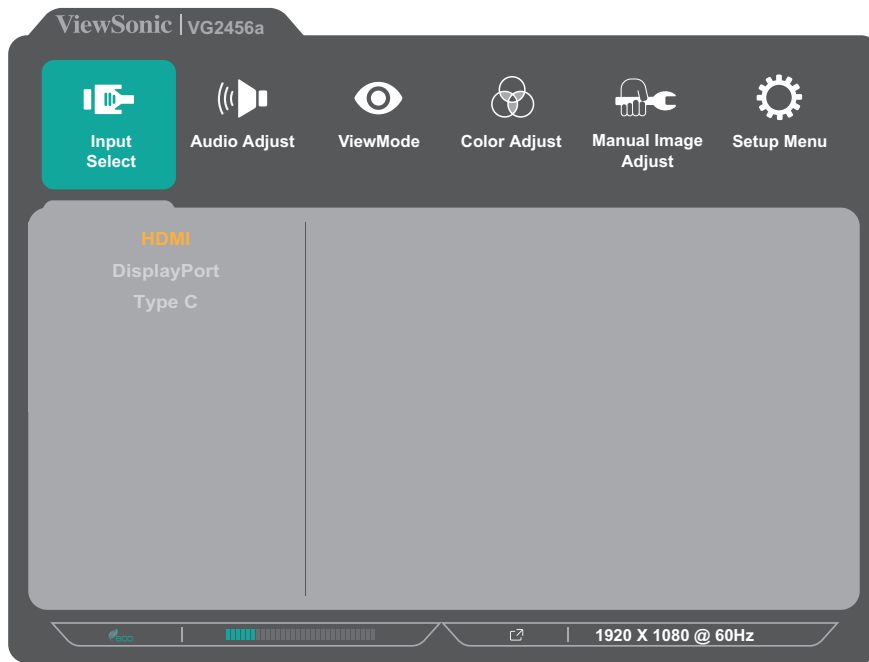 ViewSonic VG2456a
Input Select
Audio Adjust
ViewMode
Color Adjust
Manual Image Adjust
Setup Menu
HDMI
DisplayPort
Type C
eco
1920 X 1080 @ 60Hz